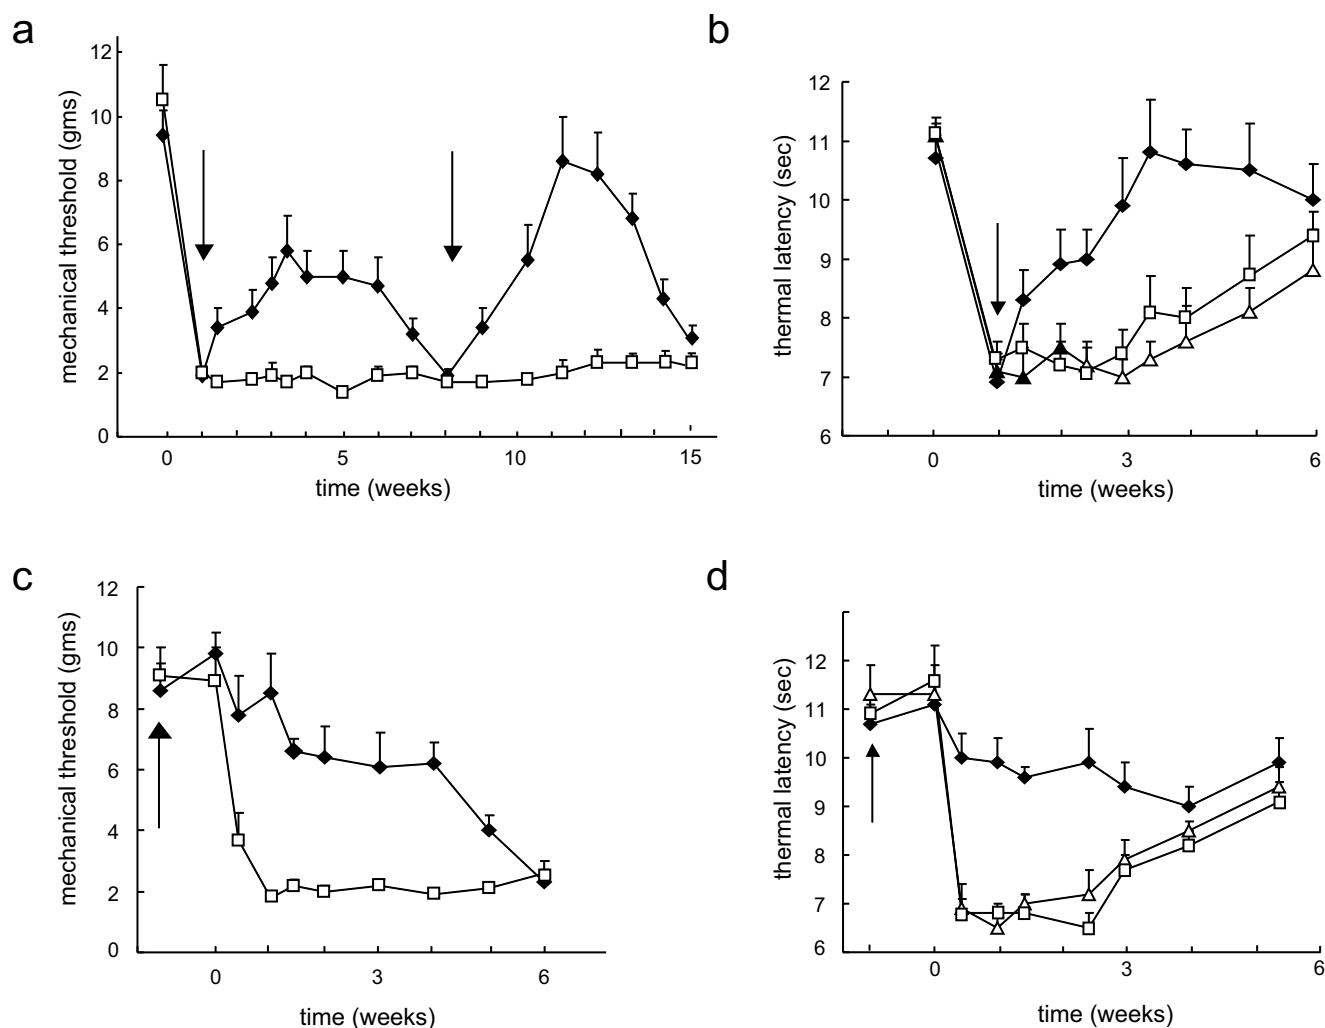 a
12
10
8
6
4
2
0
mechanical threshold (gms)
0 5 10 15
time (weeks)
b
12
11
10
9
8
7
6
thermal latency (sec)
0 3 6
time (weeks)
c
12
10
8
6
4
2
0
mechanical threshold (gms)
0 3 6
time (weeks)
d
12
11
10
9
8
7
6
thermal latency (sec)
0 3 6
time (weeks)